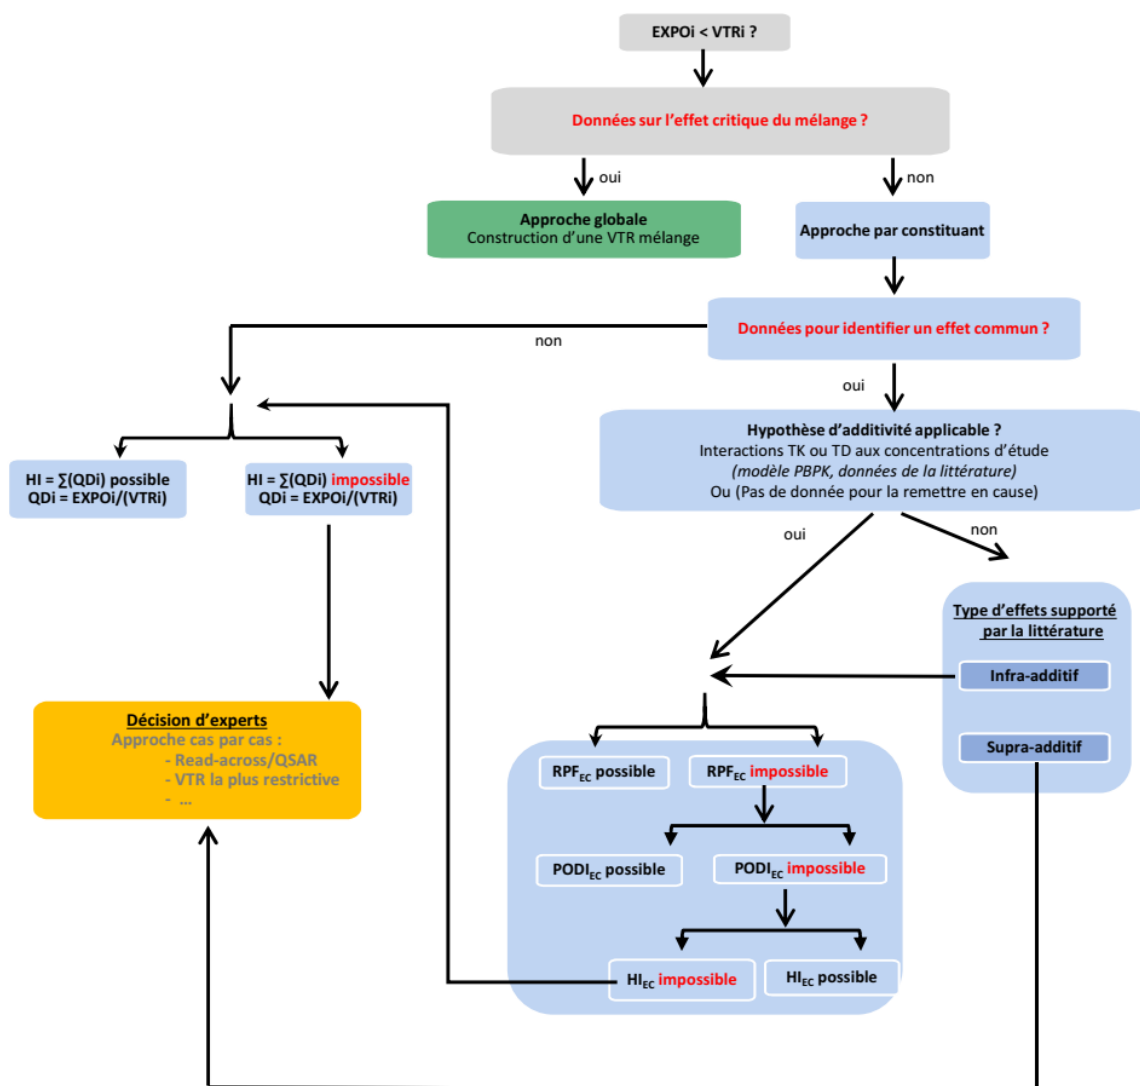 EXPOi < VTRi ?
Données sur l'effet critique du mélange ?
oui
non
Approche globale
Construction d'une VTR mélange
Approche par constituant
Données pour identifier un effet commun ?
non
oui
HI = ∑(QDi) possible
QDi = EXPOi/(VTRi)
HI = ∑(QDi) impossible
QDi = EXPOi/(VTRi)
Hypothèse d'additivité applicable ?
Interactions TK ou TD aux concentrations d'étude
(modèle PBPK, données de la littérature)
Ou (Pas de donnée pour la remettre en cause)
oui
non
Type d'effets supporté
par la littérature
Infra-additif
Supra-additif
Décision d'experts
Approche cas par cas :
- Read-across/QSAR
- VTR la plus restrictive
- ...
RPFEC possible
RPFEC impossible
PODIEC possible
PODIEC impossible
HIEC impossible
HIEC possible